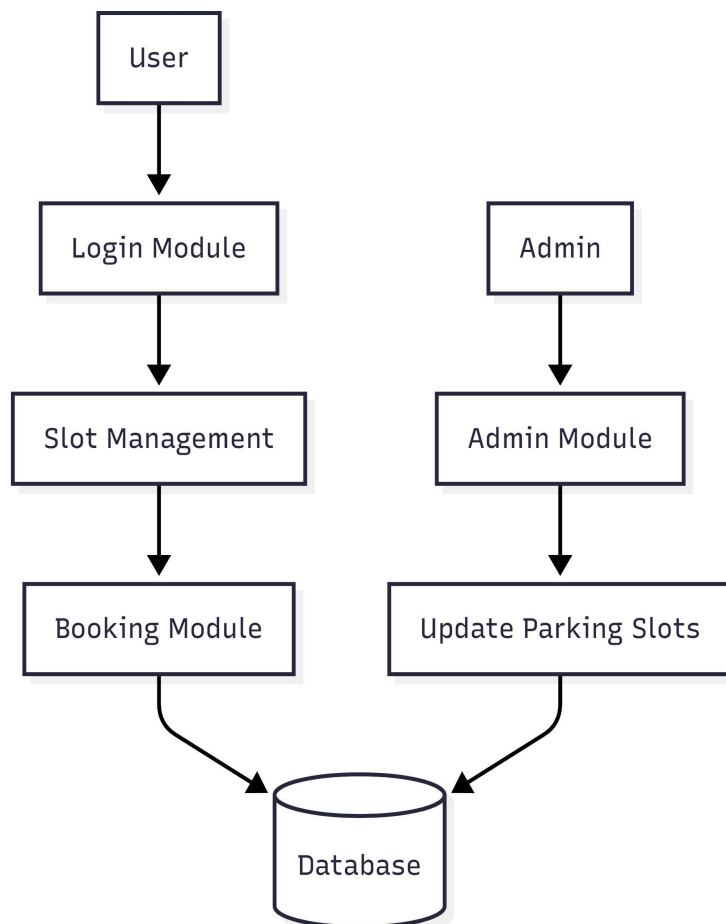 User
Login Module
Admin
Slot Management
Admin Module
Booking Module
Update Parking Slots
Database